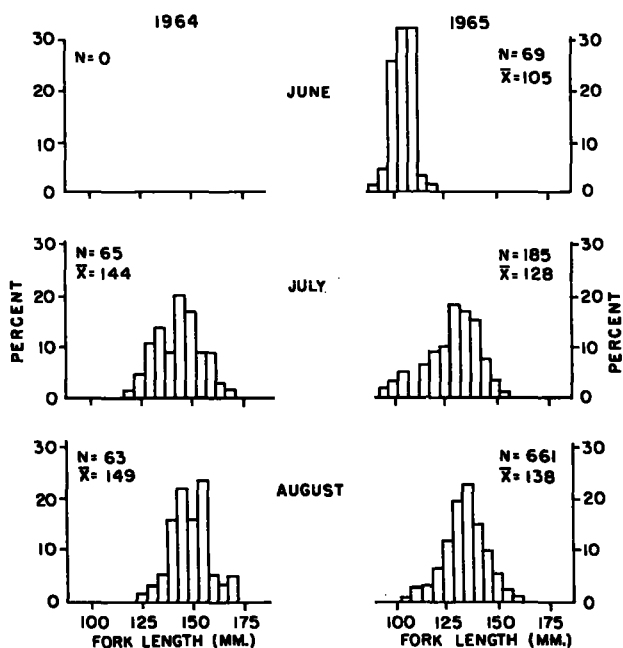 1964
1965
30
20
10
0
N=0
JUNE
N=69
X̄=105
30
20
10
0
PERCENT
30
20
10
0
N=65
X̄=144
JULY
N=185
X̄=128
30
20
10
0
PERCENT
30
20
10
0
N=63
X̄=149
AUGUST
N=661
X̄=138
30
20
10
0
100 125 150 175
FORK LENGTH (MM.)
100 125 150 175
FORK LENGTH (MM.)